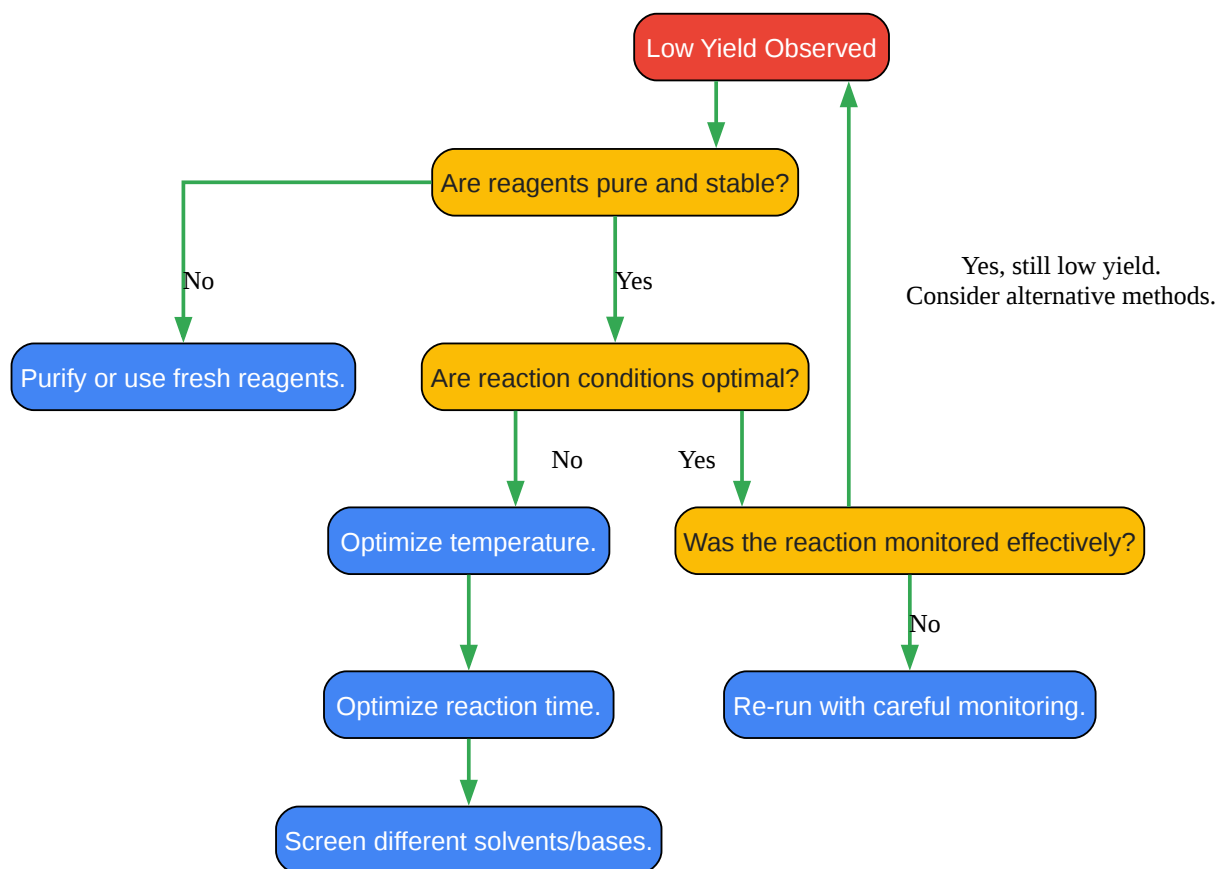 Low Yield Observed
Are reagents pure and stable?
No
Yes
Yes, still low yield.
Consider alternative methods.
Purify or use fresh reagents.
Are reaction conditions optimal?
No
Yes
Optimize temperature.
Was the reaction monitored effectively?
No
Optimize reaction time.
Re-run with careful monitoring.
Screen different solvents/bases.